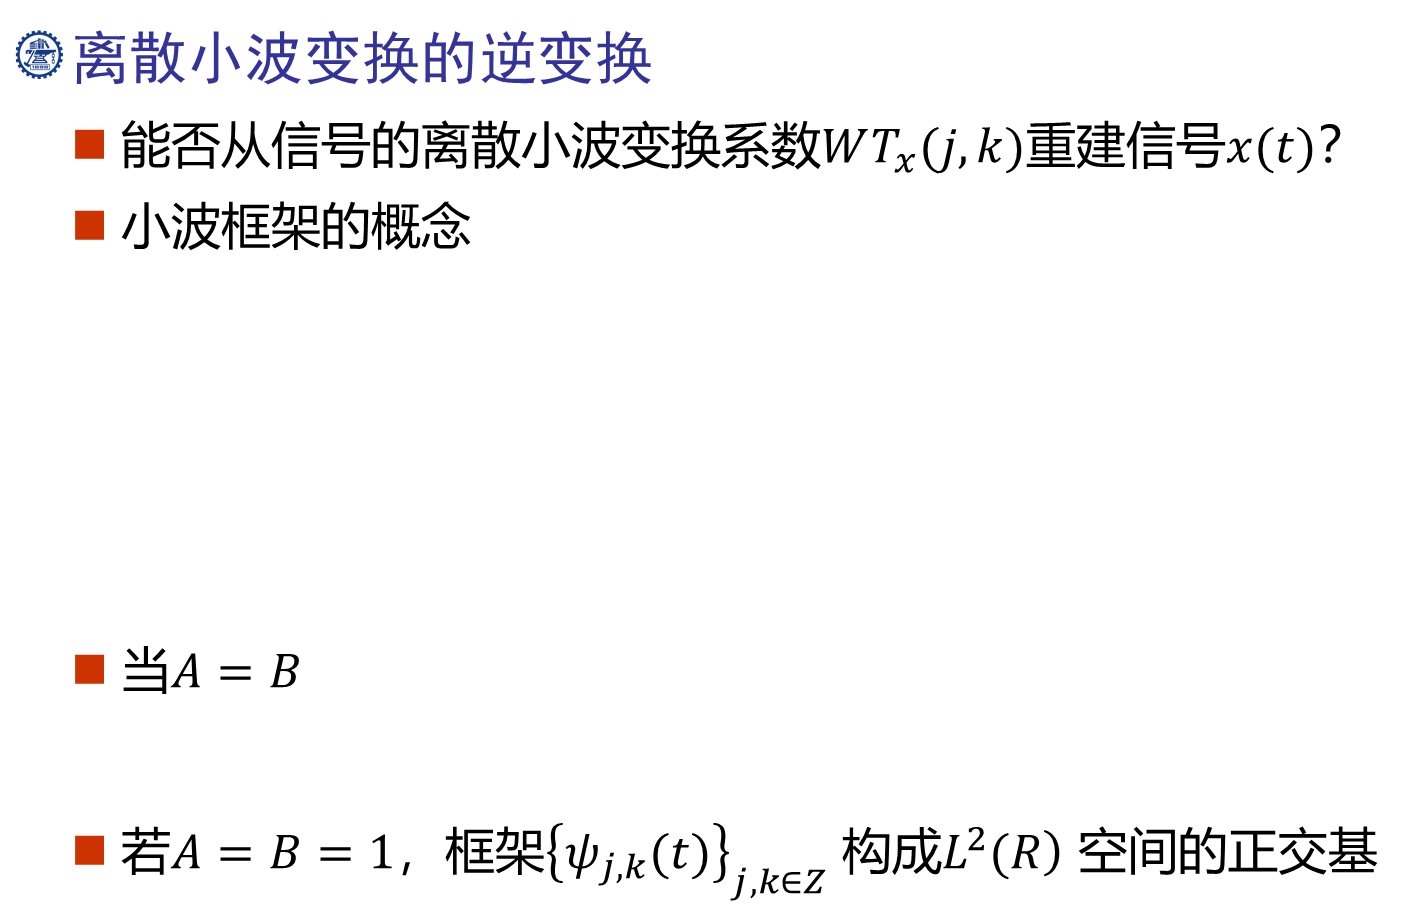 离散小波变换的逆变换
能否从信号的离散小波变换系数WTₓ(j, k)重建信号x(t)?
小波框架的概念
当A = B
若A = B = 1，框架{ψ_{j,k}(t)}_{j,k∈Z} 构成L²(R) 空间的正交基